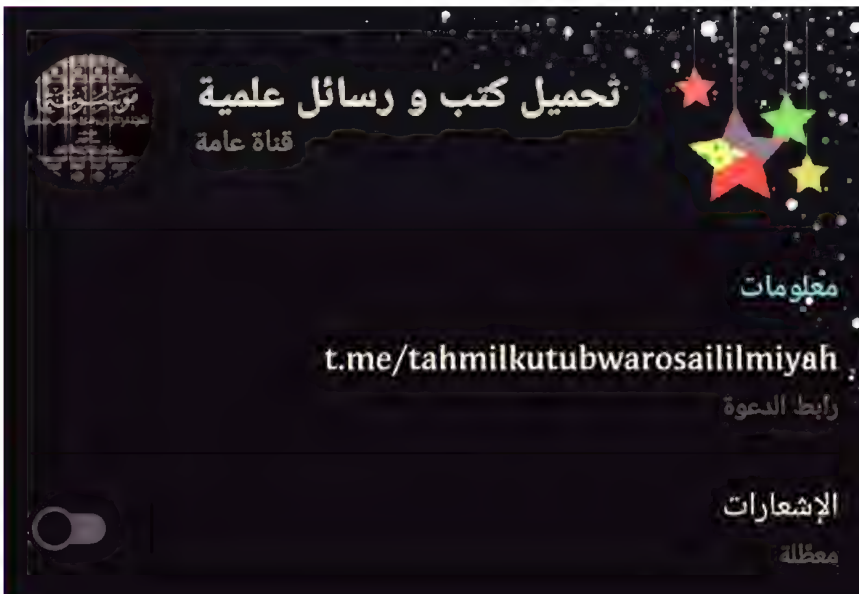 تحميل كتب و رسائل علمية
قناة عامة
معلومات
t.me/tahmilkutubwarosaililmiyah
رابط الدعوة
الإشعارات
معطلة